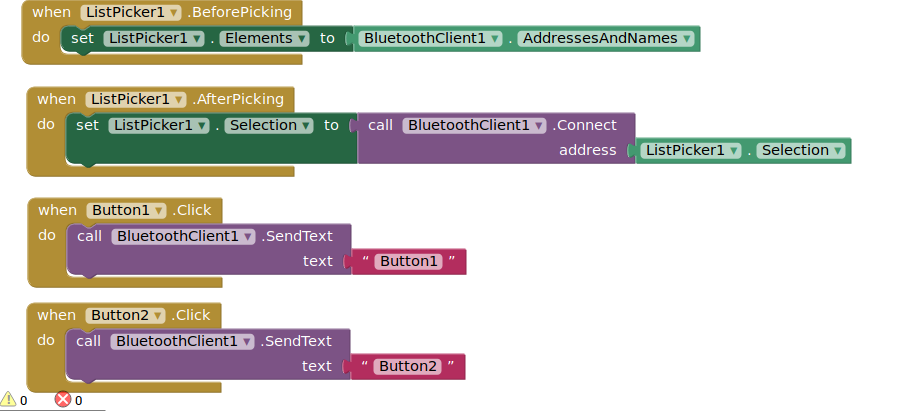 when ListPicker1 .BeforePicking
do set ListPicker1 . Elements to BluetoothClient1 . AddressesAndNames
when ListPicker1 .AfterPicking
do set ListPicker1 . Selection to call BluetoothClient1 .Connect
address ListPicker1 . Selection
when Button1 .Click
do call BluetoothClient1 .SendText
text “ Button1 ”
when Button2 .Click
do call BluetoothClient1 .SendText
text “ Button2 ”
0 0